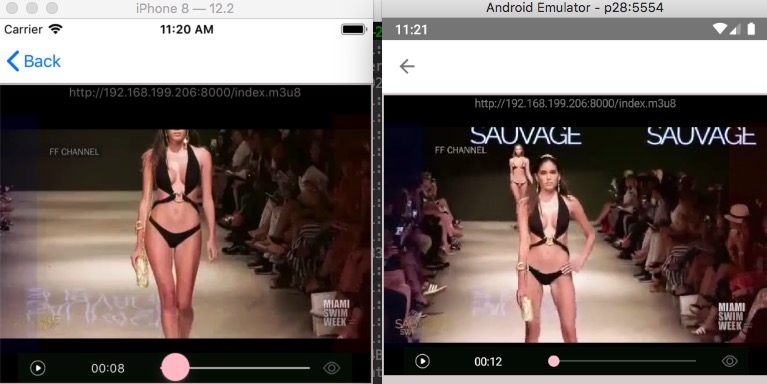 iPhone 8 — 12.2
Carrier
11:20 AM
Back
http://192.168.199.206:8000/index.m3u8
FF CHANNEL
MIAMI
SWIM
WEEK
00:08
Android Emulator - p28:5554
11:21
http://192.168.199.206:8000/index.m3u8
SAUVAGE SAUVAGE
FF CHANNEL
MIAMI
SWIM
WEEK
00:12